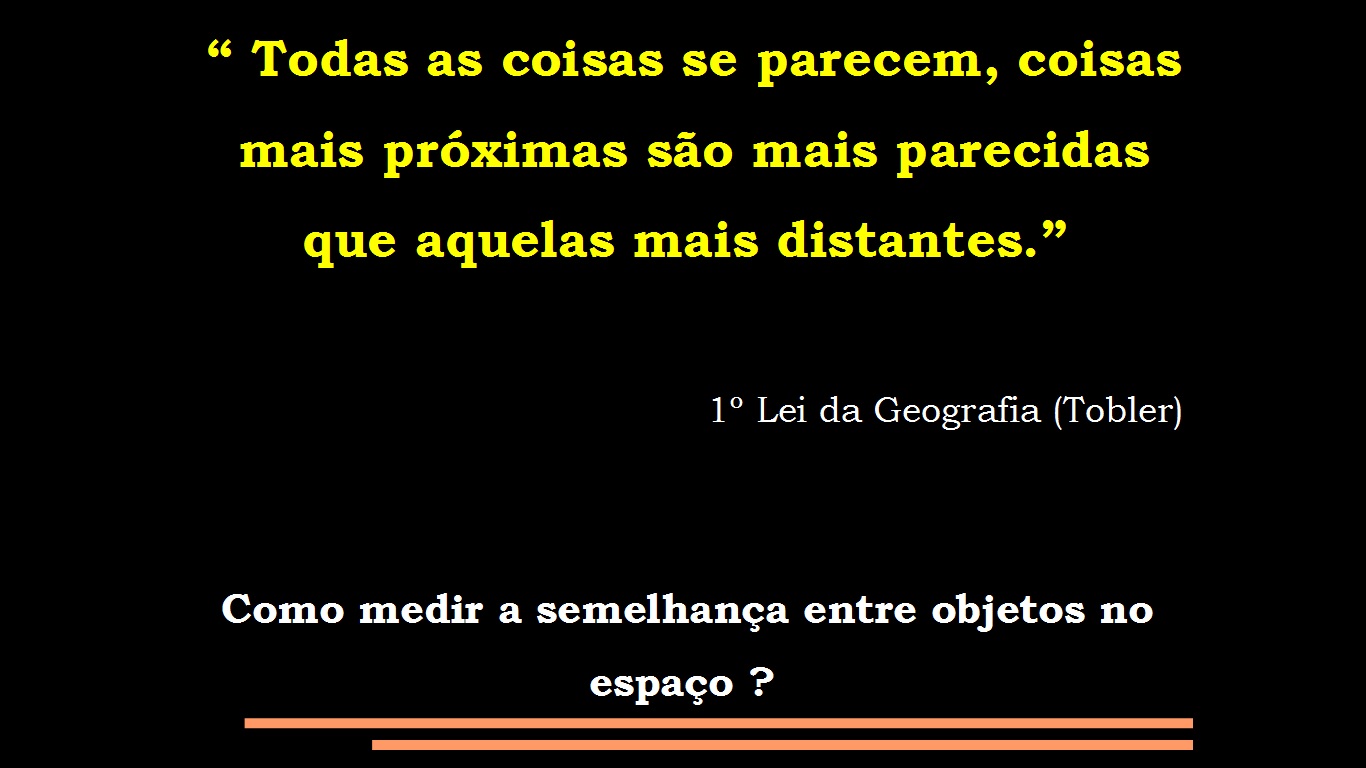 “ Todas as coisas se parecem, coisas
mais próximas são mais parecidas
que aquelas mais distantes.”
1º Lei da Geografia (Tobler)
Como medir a semelhança entre objetos no
espaço ?